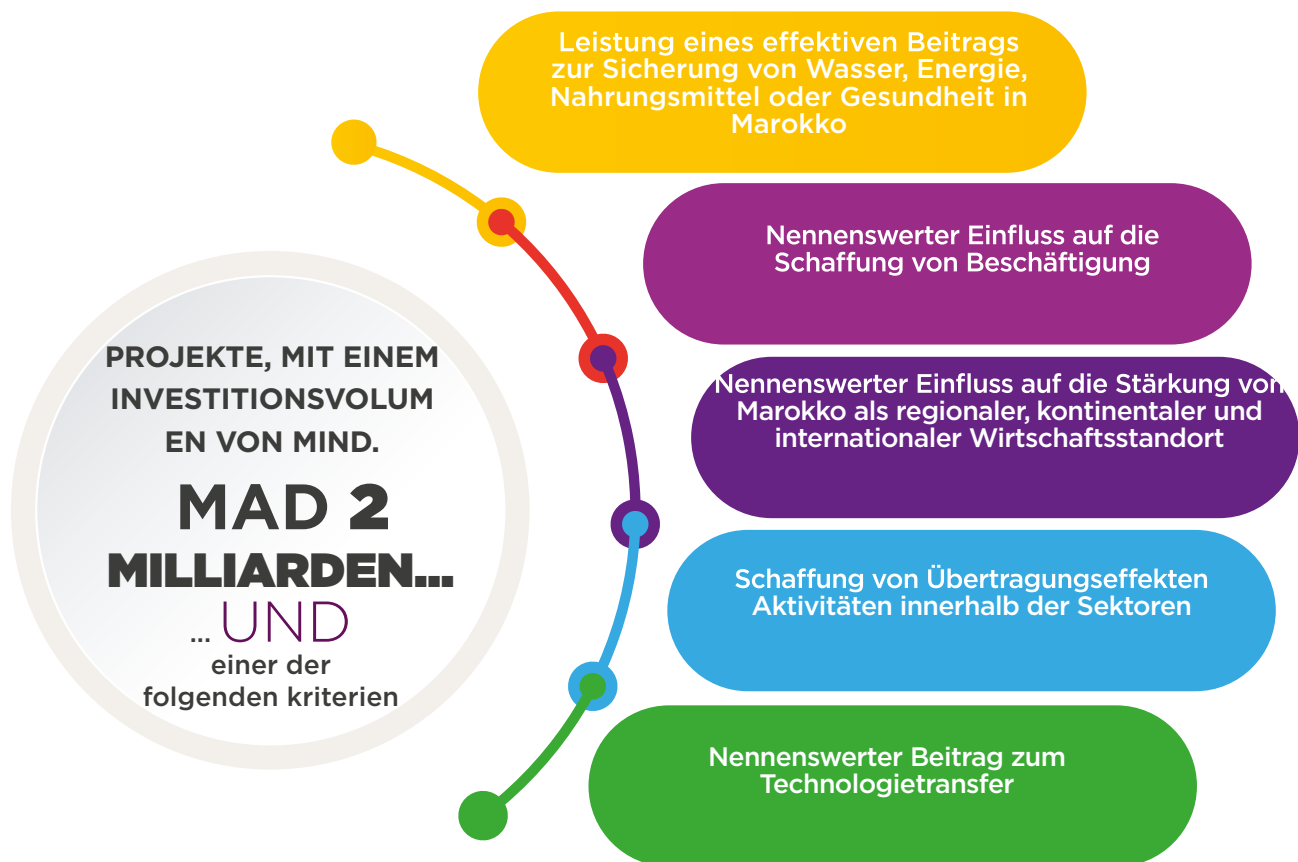 Leistung eines effektiven Beitrags
zur Sicherung von Wasser, Energie,
Nahrungsmittel oder Gesundheit in
Marokko
Nennenswerter Einfluss auf die
Schaffung von Beschäftigung
PROJEKTE, MIT EINEM
INVESTITIONSVOLUM
EN VON MIND.
MAD 2
MILLIARDEN...
... UND
einer der
folgenden kriterien
Nennenswerter Einfluss auf die Stärkung von
Marokko als regionaler, kontinentaler und
internationaler Wirtschaftsstandort
Schaffung von Übertragungseffekten
Aktivitäten innerhalb der Sektoren
Nennenswerter Beitrag zum
Technologietransfer